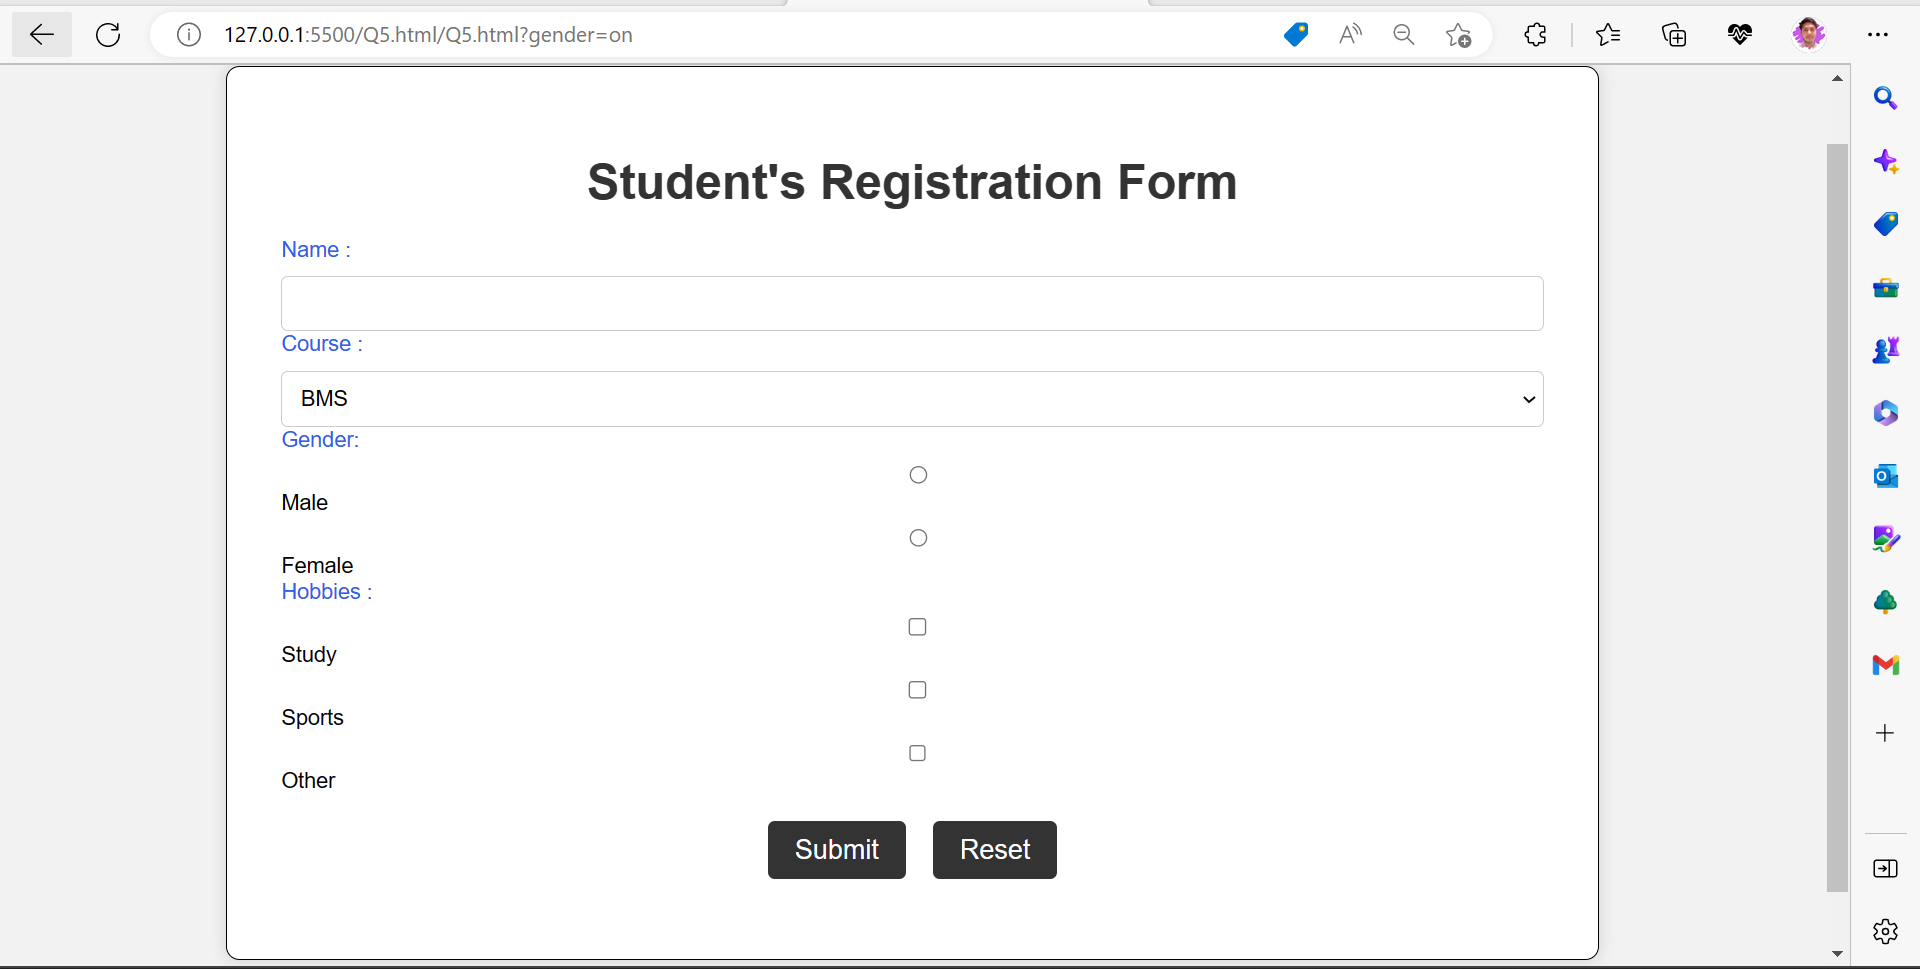 127.0.0.1:5500/Q5.html/Q5.html?gender=on
Student's Registration Form
Name :
Course :
BMS
Gender:
Male
Female
Hobbies :
Study
Sports
Other
Submit Reset